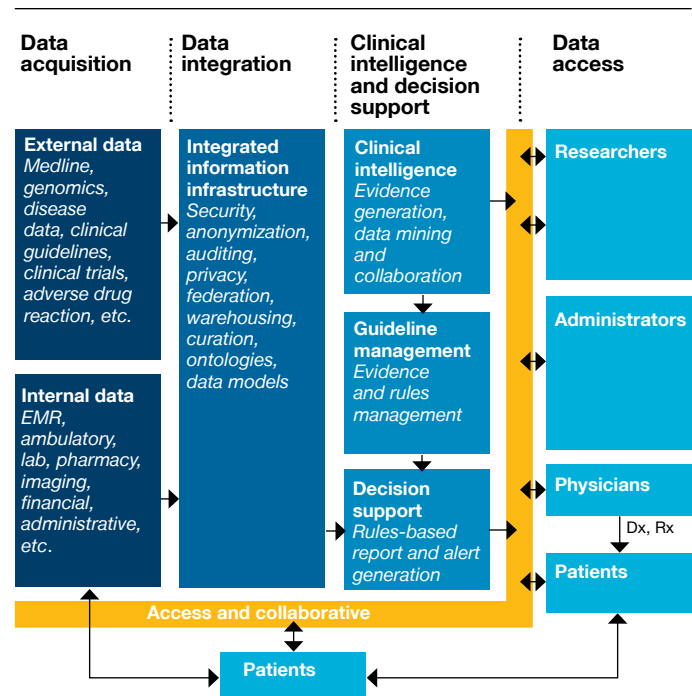 Data
acquisition
Data
integration
Clinical
intelligence
and decision
support
Data
access
External data
Medline,
genomics,
disease
data, clinical
guidelines,
clinical trials,
adverse drug
reaction, etc.
Internal data
EMR,
ambulatory,
lab, pharmacy,
imaging,
financial,
administrative,
etc.
Integrated
information
infrastructure
Security,
anonymization,
auditing,
privacy,
federation,
warehousing,
curation,
ontologies,
data models
Clinical
intelligence
Evidence
generation,
data mining
and
collaboration
Guideline
management
Evidence
and rules
management
Decision
support
Rules-based
report and alert
generation
Researchers
Administrators
Physicians
Dx, Rx
Patients
Access and collaborative
Patients